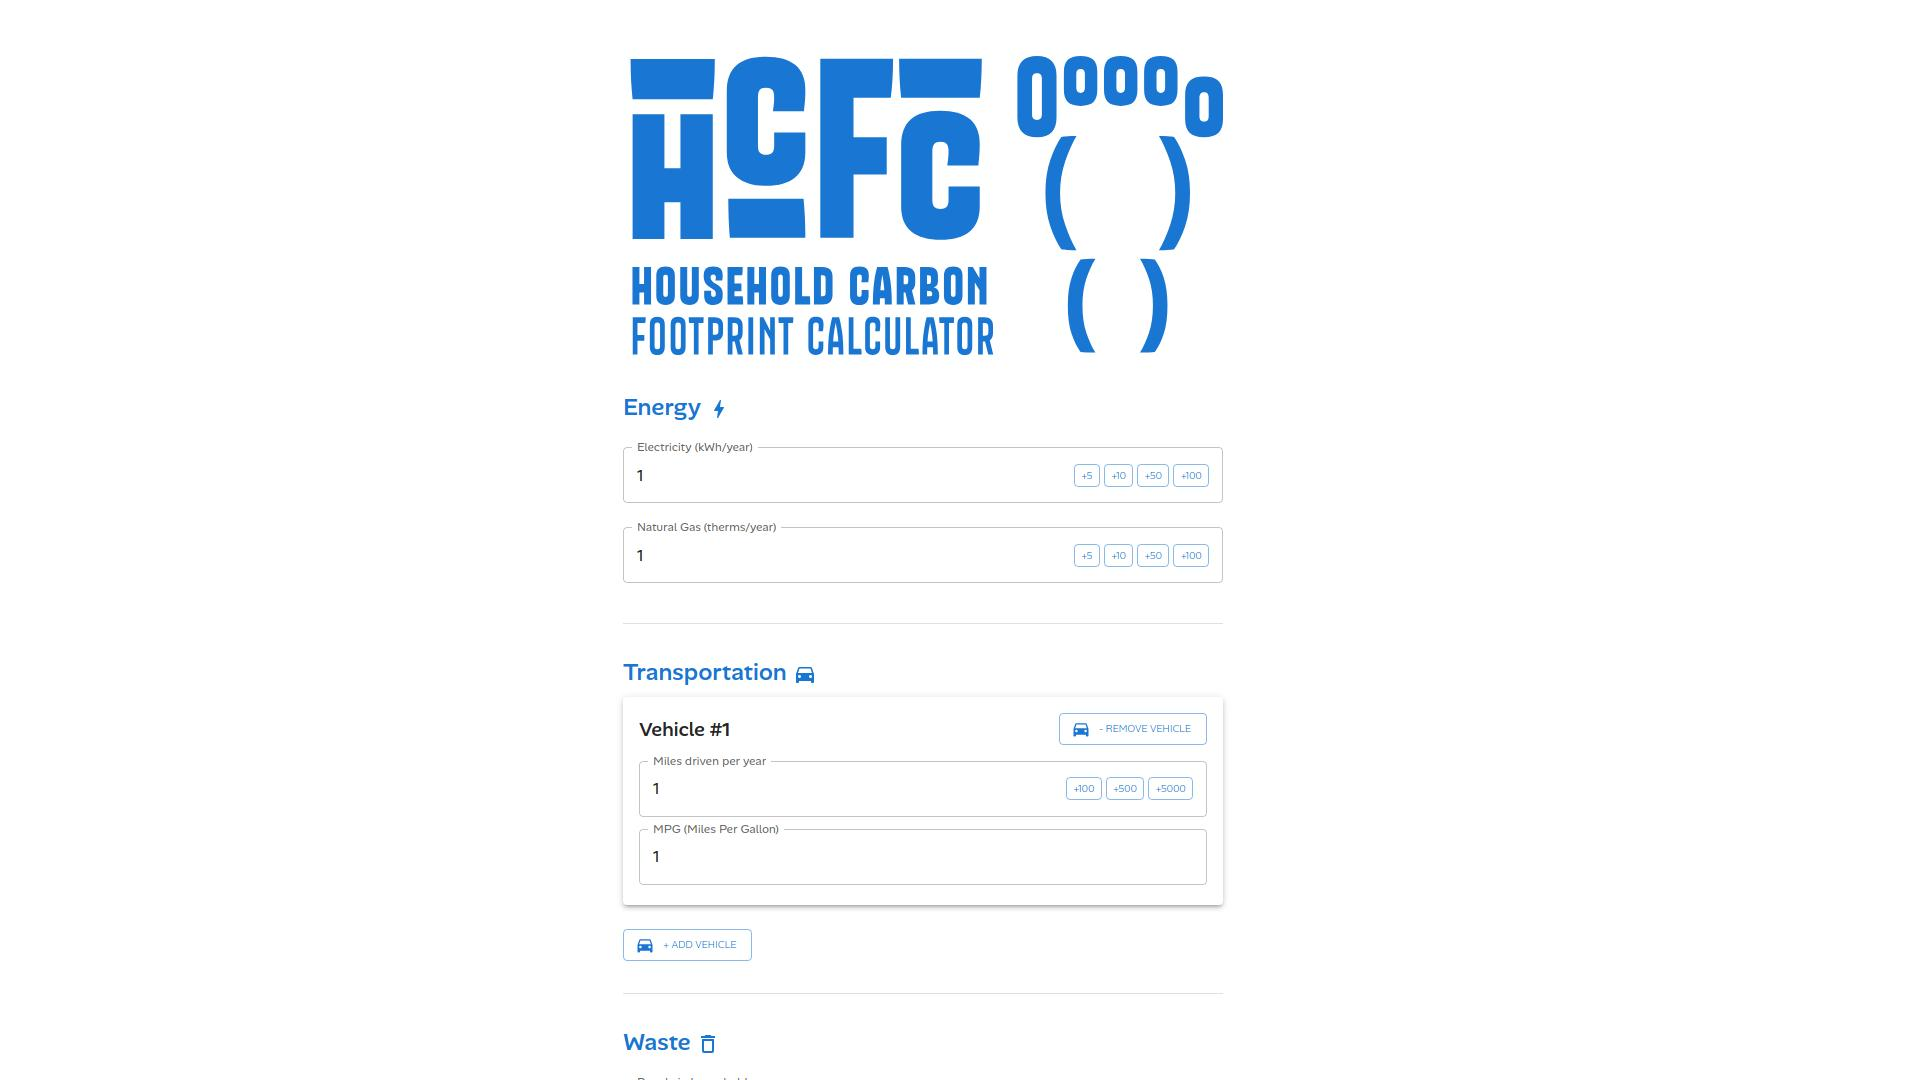 HCFC
HOUSEHOLD CARBON
FOOTPRINT CALCULATOR
Energy
Electricity (kWh/year)
1 +5 +10 +50 +100
Natural Gas (therms/year)
1 +5 +10 +50 +100
Transportation
Vehicle #1 - REMOVE VEHICLE
Miles driven per year
1 +100 +500 +5000
MPG (Miles Per Gallon)
1
+ ADD VEHICLE
Waste